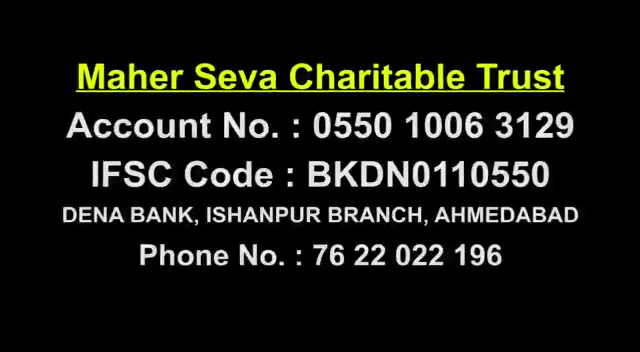 Maher Seva Charitable Trust
Account No. : 0550 1006 3129
IFSC Code : BKDN0110550
DENA BANK, ISHANPUR BRANCH, AHMEDABAD
Phone No. : 76 22 022 196